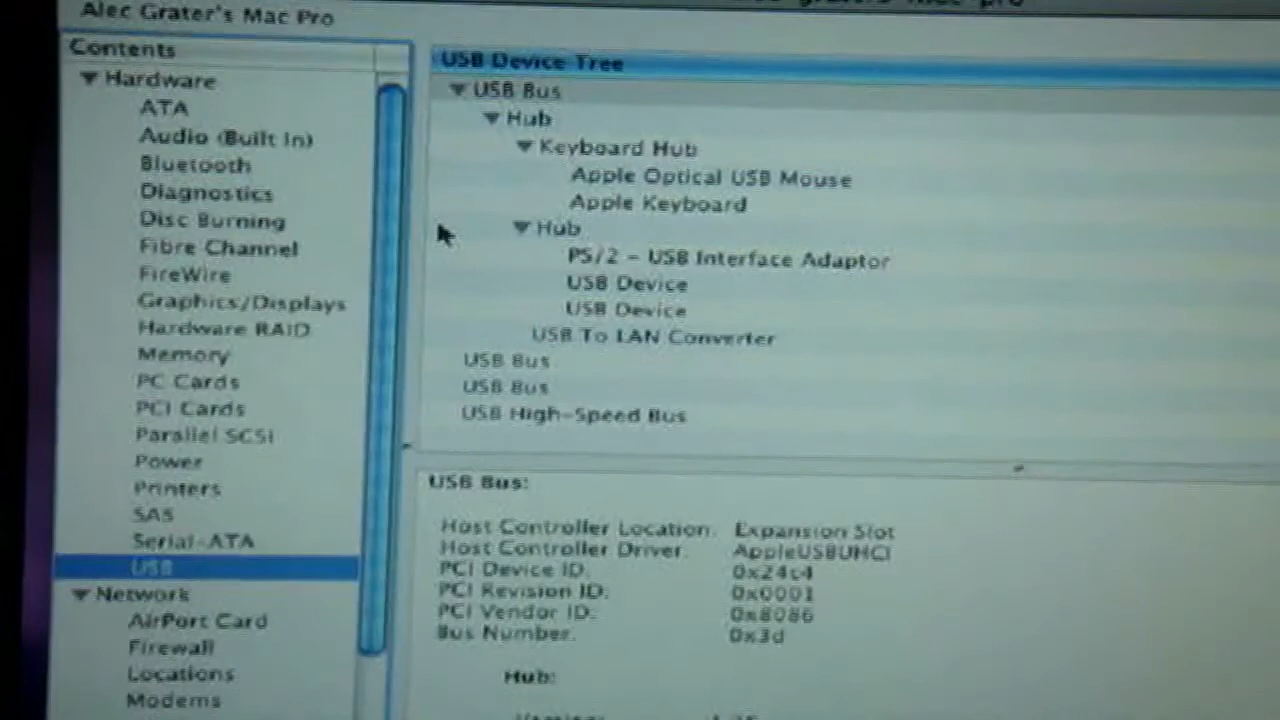 Alec Grater's Mac Pro
Contents
Hardware
ATA
Audio (Built In)
Bluetooth
Diagnostics
Disc Burning
Fibre Channel
FireWire
Graphics/Displays
Hardware RAID
Memory
PC Cards
PCI Cards
Parallel SCSI
Power
Printers
SAS
Serial-ATA
USB
Network
AirPort Card
Firewall
Locations
Modems
USB Device Tree
USB Bus
Hub
Keyboard Hub
Apple Optical USB Mouse
Apple Keyboard
Hub
PS/2 - USB Interface Adaptor
USB Device
USB Device
USB To LAN Converter
USB Bus
USB Bus
USB High-Speed Bus
USB Bus:
Host Controller Location: Expansion Slot
Host Controller Driver: AppleUSBUHCI
PCI Device ID: 0x24c4
PCI Revision ID: 0x0001
PCI Vendor ID: 0x8086
Bus Number: 0x3d
Hub: